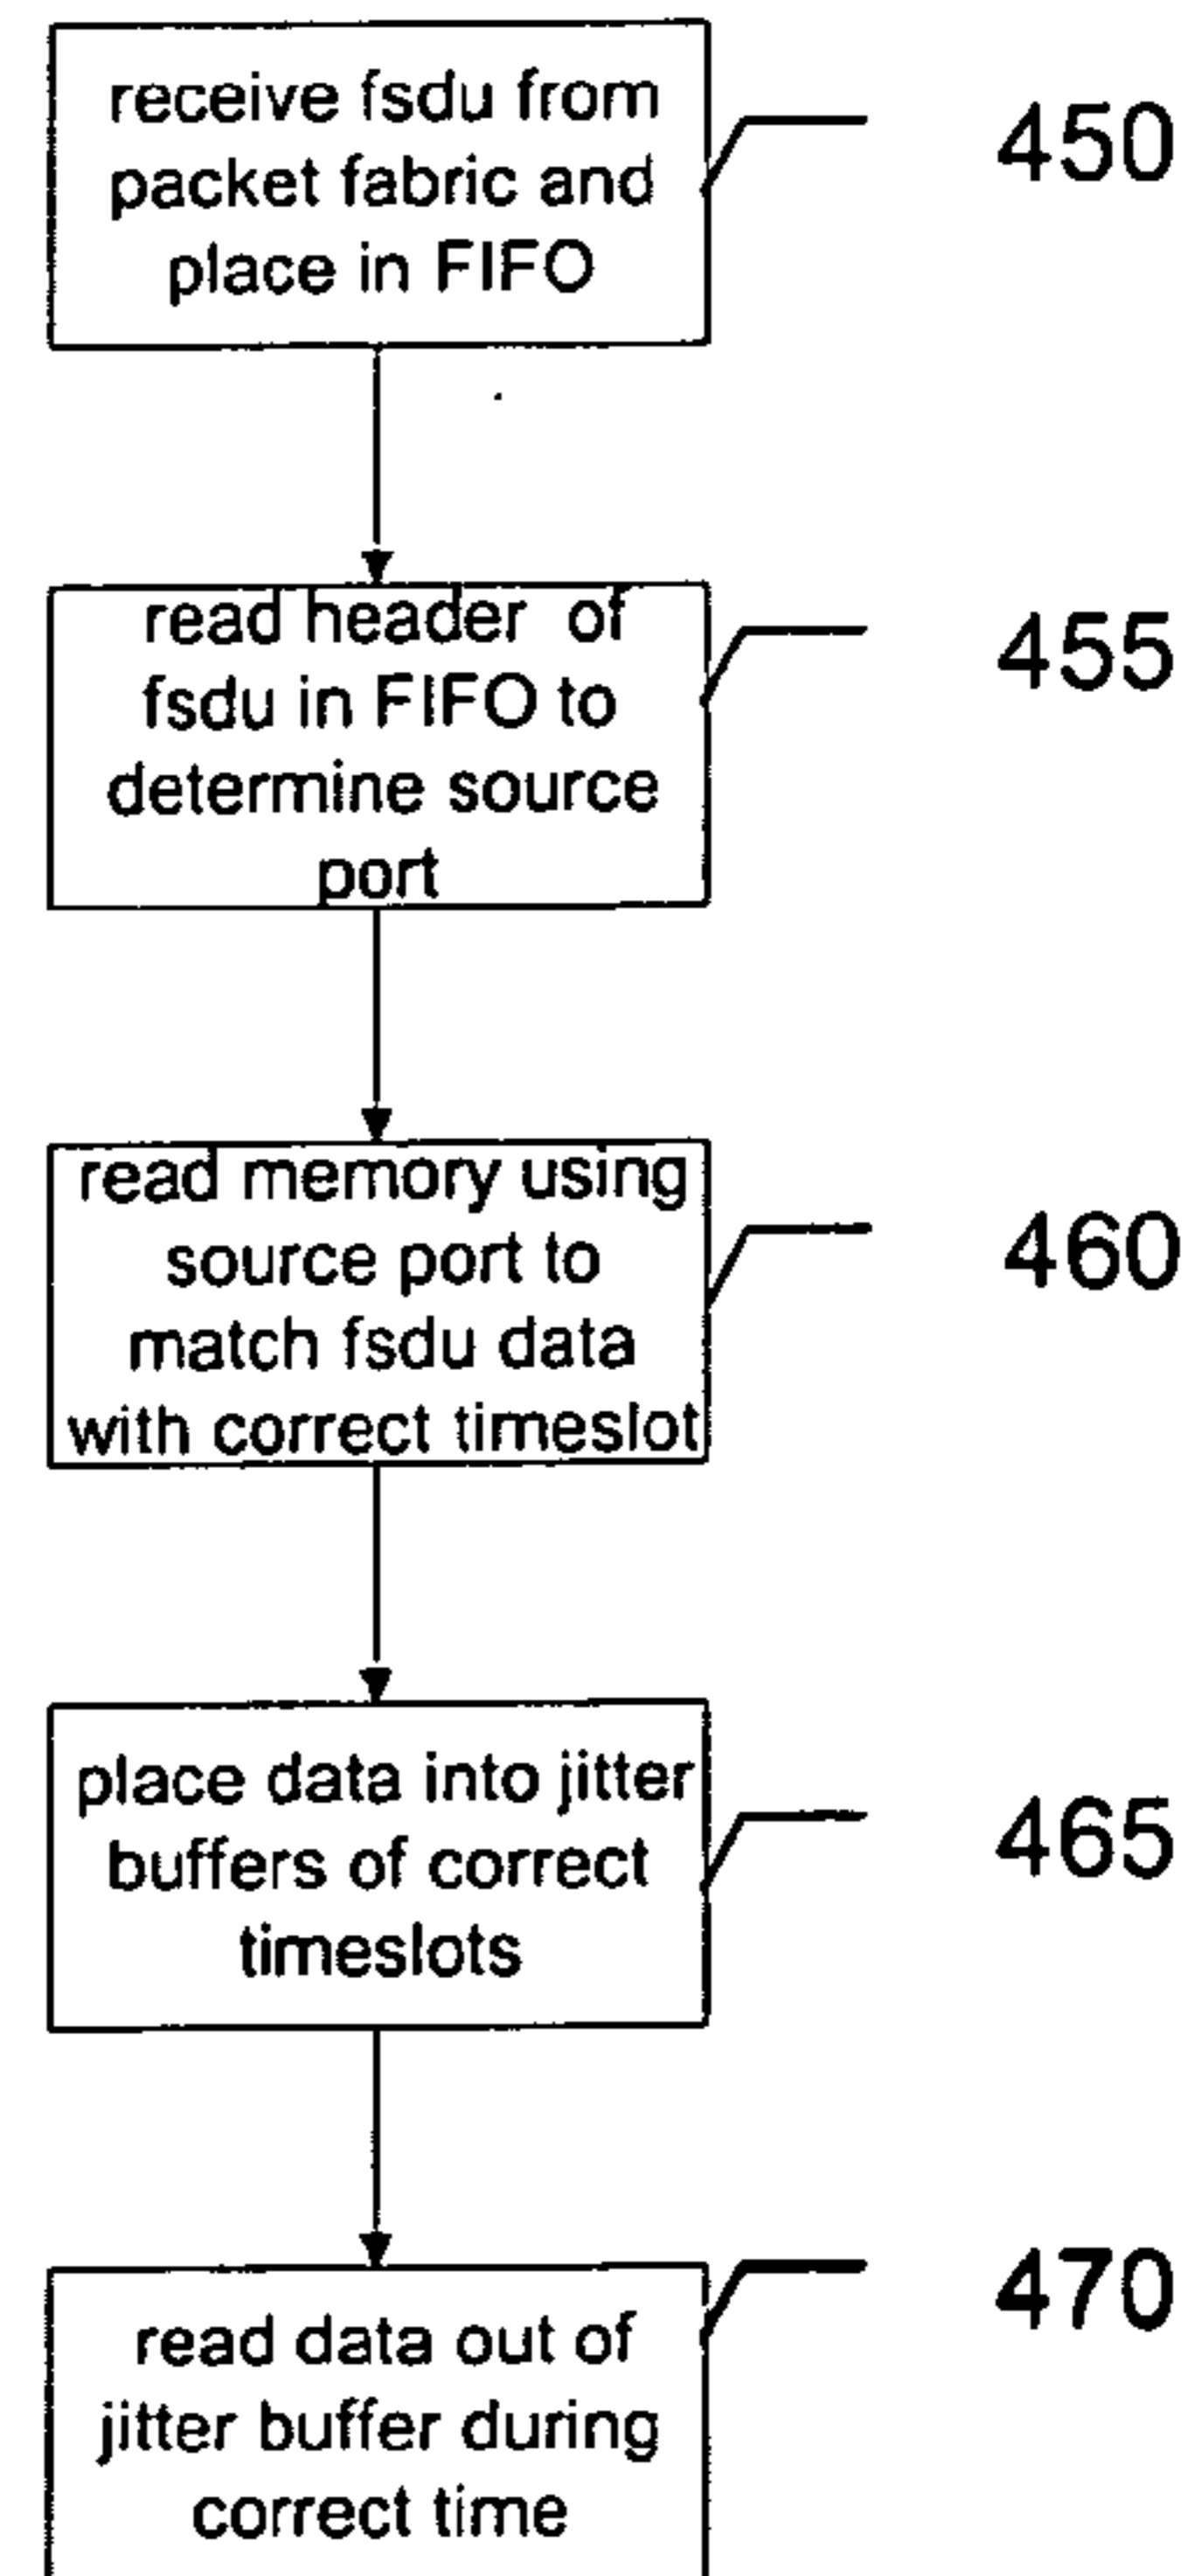 receive fsdu from
packet fabric and
place in FIFO
450
read header of
fsdu in FIFO to
determine source
port
455
read memory using
source port to
match fsdu data
with correct timeslot
460
place data into jitter
buffers of correct
timeslots
465
read data out of
jitter buffer during
correct time
470